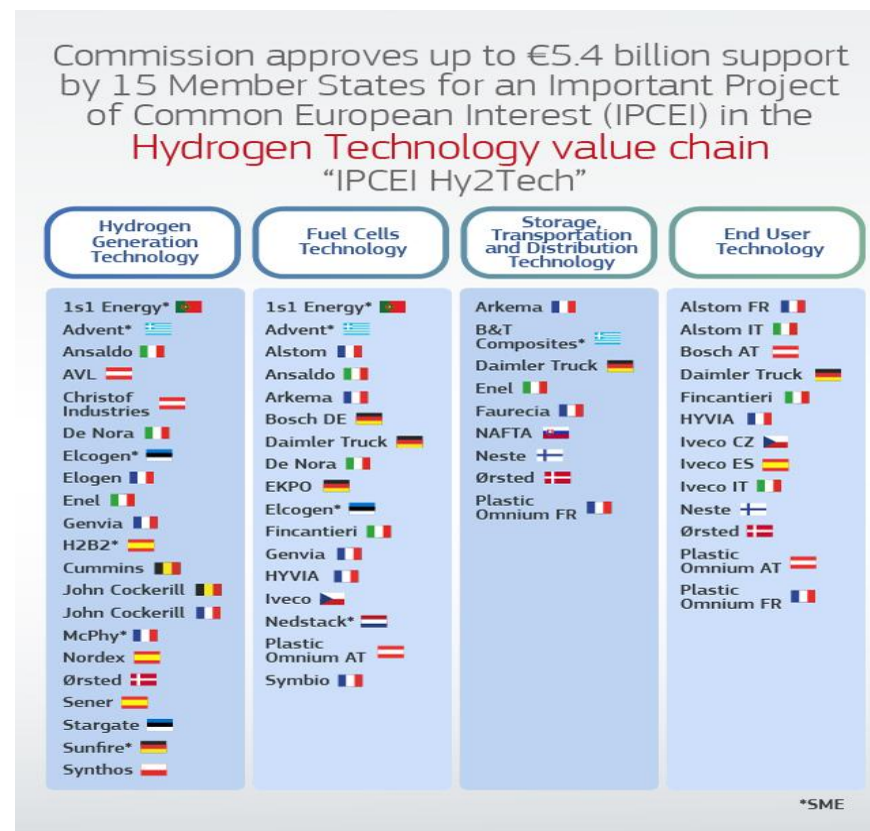 Commission approves up to €5.4 billion support
by 15 Member States for an Important Project
of Common European Interest (IPCEI) in the
Hydrogen Technology value chain
“IPCEI Hy2Tech”
Hydrogen
Generation
Technology
1s1 Energy*
Advent*
Ansaldo
AVL
Christof
Industries
De Nora
Elcogen*
Elogen
Enel
Genvia
H2B2*
Cummins
John Cockerill
John Cockerill
McPhy*
Nordex
Ørsted
Sener
Stargate
Sunfire*
Synthos
Fuel Cells
Technology
1s1 Energy*
Advent*
Alstom
Ansaldo
Arkema
Bosch DE
Daimler Truck
De Nora
EKPO
Elcogen*
Fincantieri
Genvia
HYVIA
Iveco
Nedstack*
Plastic
Omnium AT
Symbio
Storage,
Transportation
and Distribution
Technology
Arkema
B&T
Composites*
Daimler Truck
Enel
Faurecia
NAFTA
Neste
Ørsted
Plastic
Omnium FR
End User
Technology
Alstom FR
Alstom IT
Bosch AT
Daimler Truck
Fincantieri
HYVIA
Iveco CZ
Iveco ES
Iveco IT
Neste
Ørsted
Plastic
Omnium AT
Plastic
Omnium FR
*SME